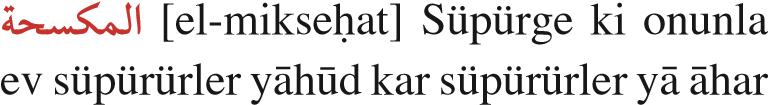 المكسحة [el-mikseḥat] Süpürge ki onunla
ev süpürürler yāhūd kar süpürürler yā āhar